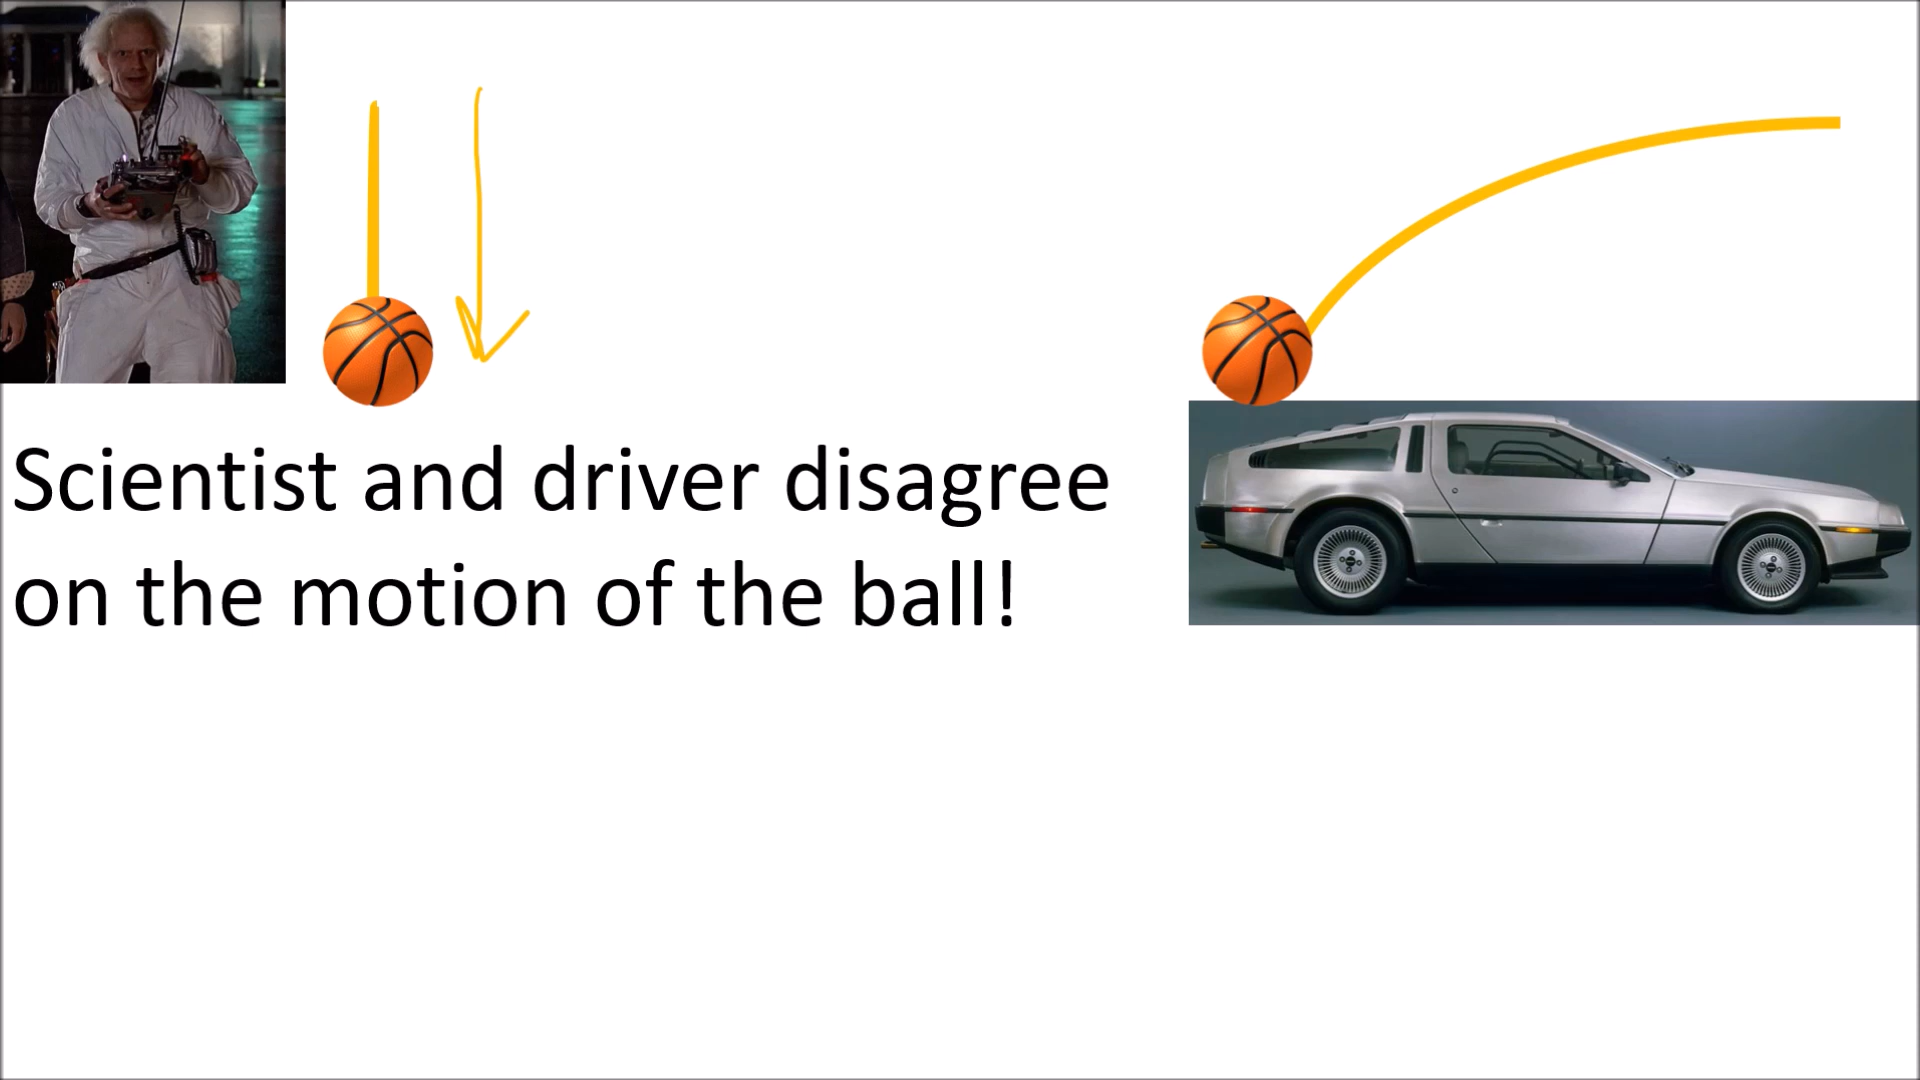 Scientist and driver disagree
on the motion of the ball!